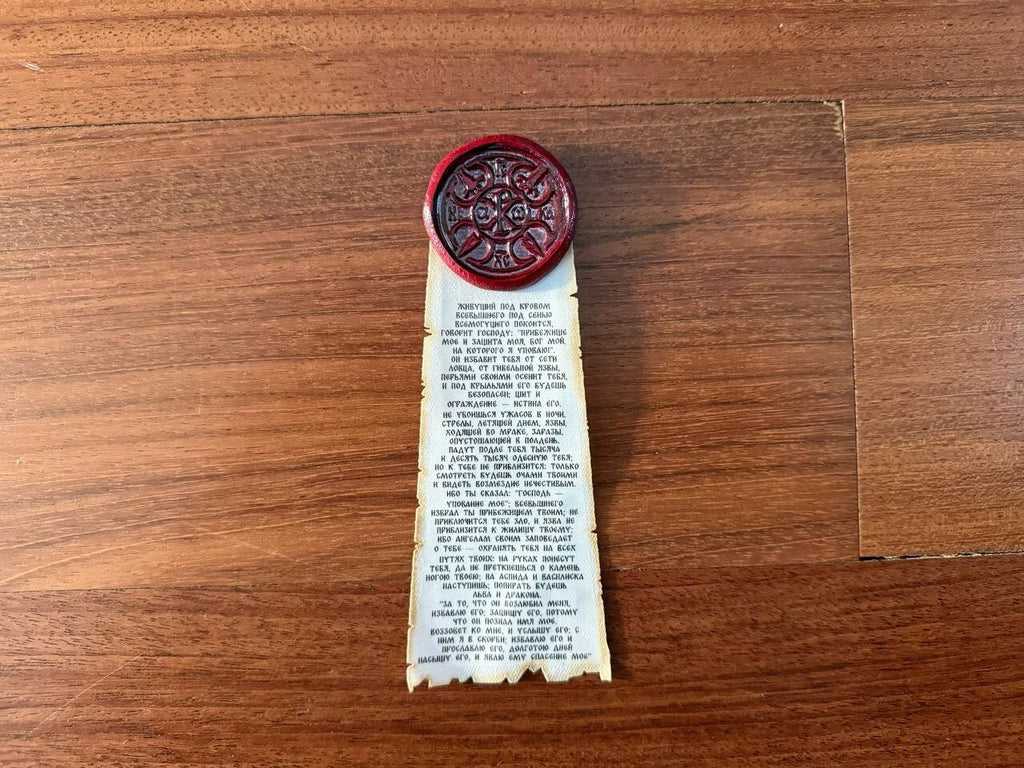 ЖИВУЩИЙ ПОД КРОВОМ
ВСЕВЫШНЕГО ПОД СЕНЬЮ
ВСЕМОГУЩЕГО ПОКОИТСЯ,
ГОВОРИТ ГОСПОДУ: "ПРИБЕЖИЩЕ
МОЕ И ЗАЩИТА МОЯ, БОГ МОЙ,
НА КОТОРОГО Я УПОВАЮ!".
ОН ИЗБАВИТ ТЕБЯ ОТ СЕТИ
ЛОВЦА, ОТ ГИБЕЛЬНОЙ ЯЗВЫ,
ПЕРЬЯМИ СВОИМИ ОСЕНИТ ТЕБЯ,
И ПОД КРЫЛЬЯМИ ЕГО БУДЕШЬ
БЕЗОПАСЕН; ЩИТ И
ОГРАЖДЕНИЕ — ИСТИНА ЕГО.
НЕ УБОИШЬСЯ УЖАСОВ В НОЧИ,
СТРЕЛЫ, ЛЕТЯЩЕЙ ДНЕМ, ЯЗВЫ,
ХОДЯЩЕЙ ВО МРАКЕ, ЗАРАЗЫ,
ОПУСТОШАЮЩЕЙ В ПОЛДЕНЬ.
ПАДУТ ПОДЛЕ ТЕБЯ ТЫСЯЧА
И ДЕСЯТЬ ТЫСЯЧ ОДЕСНУЮ ТЕБЯ;
НО К ТЕБЕ НЕ ПРИБЛИЗИТСЯ: ТОЛЬКО
СМОТРЕТЬ БУДЕШЬ ОЧАМИ ТВОИМИ
И ВИДЕТЬ ВОЗМЕЗДИЕ НЕЧЕСТИВЫМ.
ИБО ТЫ СКАЗАЛ: "ГОСПОДЬ —
УПОВАНИЕ МОЕ"; ВСЕВЫШНЕГО
ИЗБРАЛ ТЫ ПРИБЕЖИЩЕМ ТВОИМ; НЕ
ПРИКЛЮЧИТСЯ ТЕБЕ ЗЛО, И ЯЗВА НЕ
ПРИБЛИЗИТСЯ К ЖИЛИЩУ ТВОЕМУ;
ИБО АНГЕЛАМ СВОИМ ЗАПОВЕДАЕТ
О ТЕБЕ — ОХРАНЯТЬ ТЕБЯ НА ВСЕХ
ПУТЯХ ТВОИХ: НА РУКАХ ПОНЕСУТ
ТЕБЯ, ДА НЕ ПРЕТКНЕШЬСЯ О КАМЕНЬ
НОГОЮ ТВОЕЮ; НА АСПИДА И ВАСИЛИСКА
НАСТУПИШЬ; ПОПИРАТЬ БУДЕШЬ
ЛЬВА И ДРАКОНА.
"ЗА ТО, ЧТО ОН ВОЗЛЮБИЛ МЕНЯ,
ИЗБАВЛЮ ЕГО; ЗАЩИЩУ ЕГО, ПОТОМУ
ЧТО ОН ПОЗНАЛ ИМЯ МОЕ.
ВОЗЗОВЕТ КО МНЕ, И УСЛЫШУ ЕГО; С
НИМ Я В СКОРБИ; ИЗБАВЛЮ ЕГО И
ПРОСЛАВЛЮ ЕГО, ДОЛГОТОЮ ДНЕЙ
НАСЫЩУ ЕГО, И ЯВЛЮ ЕМУ СПАСЕНИЕ МОЕ"